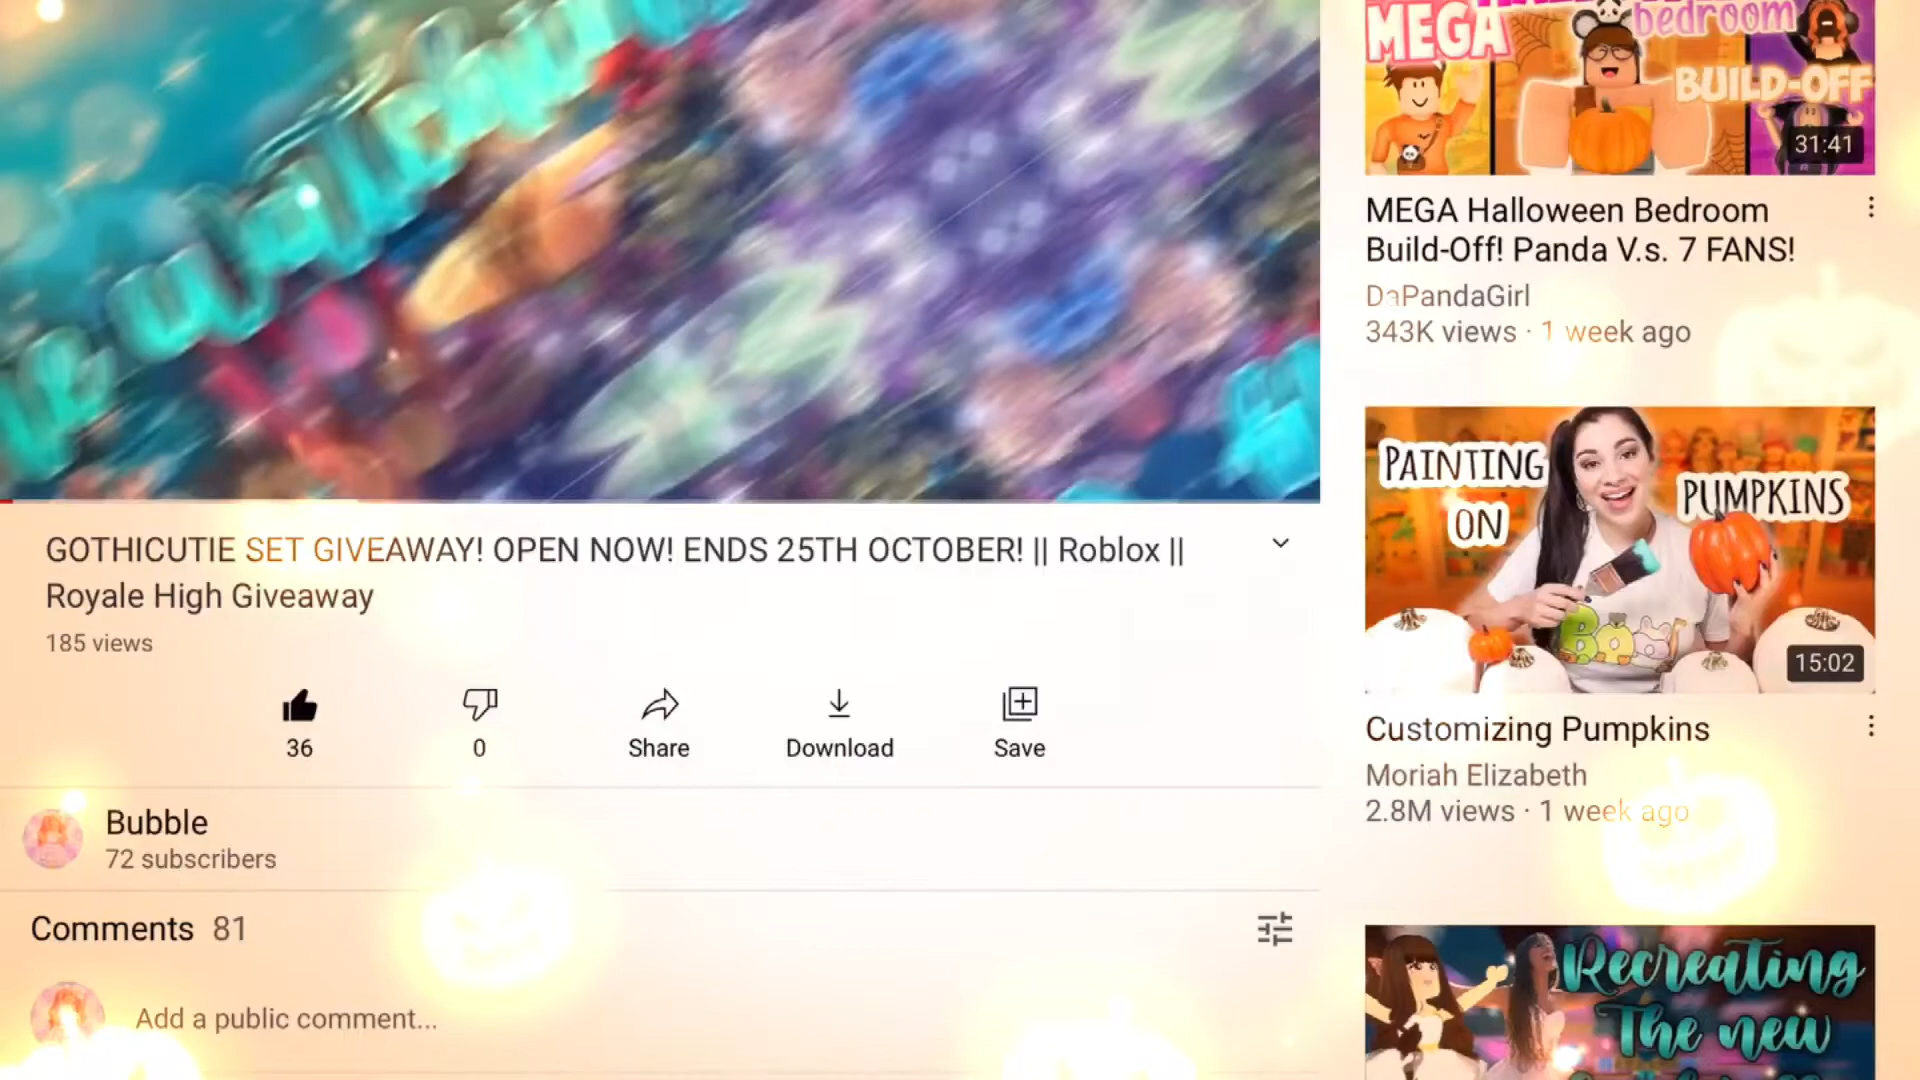 GOTHICUTIE SET GIVEAWAY! OPEN NOW! ENDS 25TH OCTOBER! || Roblox ||
Royale High Giveaway
185 views
36
0
Share
Download
Save
Bubble
72 subscribers
Comments 81
Add a public comment...
MEGA
bedroom
BUILD-OFF
31:41
MEGA Halloween Bedroom
Build-Off! Panda V.s. 7 FANS!
DaPandaGirl
343K views · 1 week ago
PAINTING
ON
PUMPKINS
BOO
15:02
Customizing Pumpkins
Moriah Elizabeth
2.8M views · 1 week ago
Recreating
The new